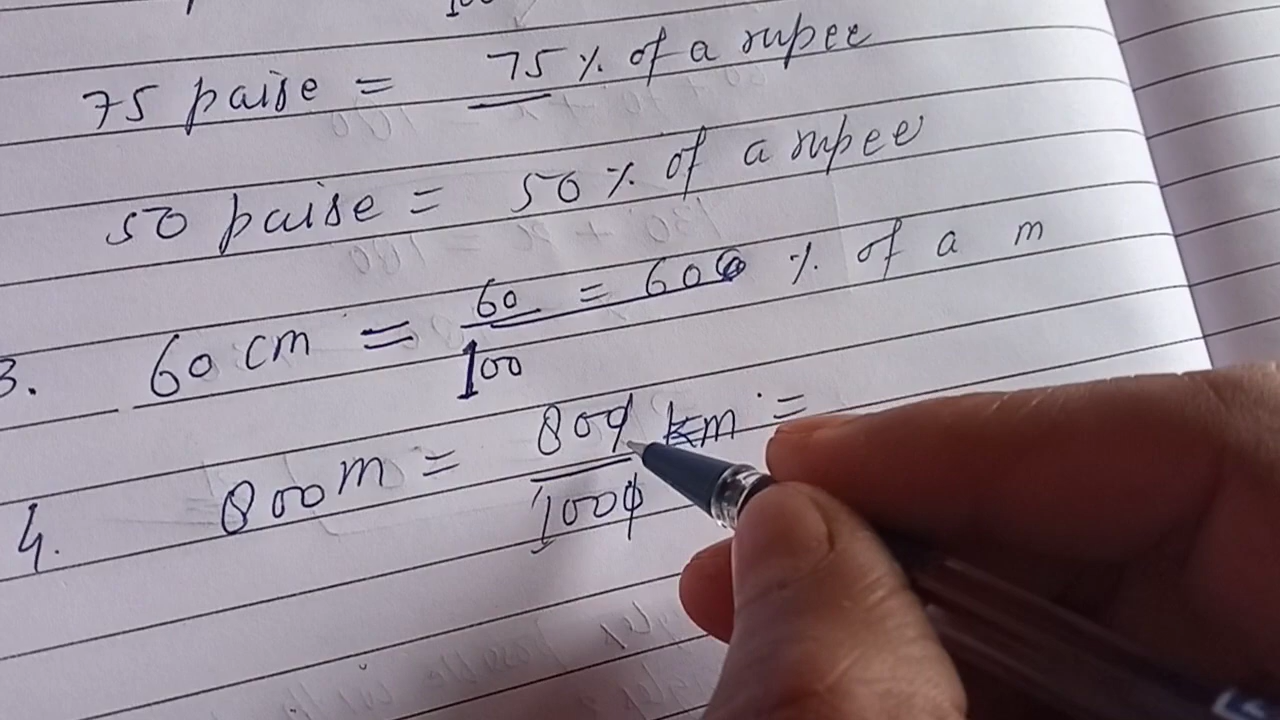 75 paise = 75 % of a rupee
50 paise = 50 % of a rupee
3. 60 cm = 60/100 = 60 % of a m
4. 800 m = 800/1000 km =